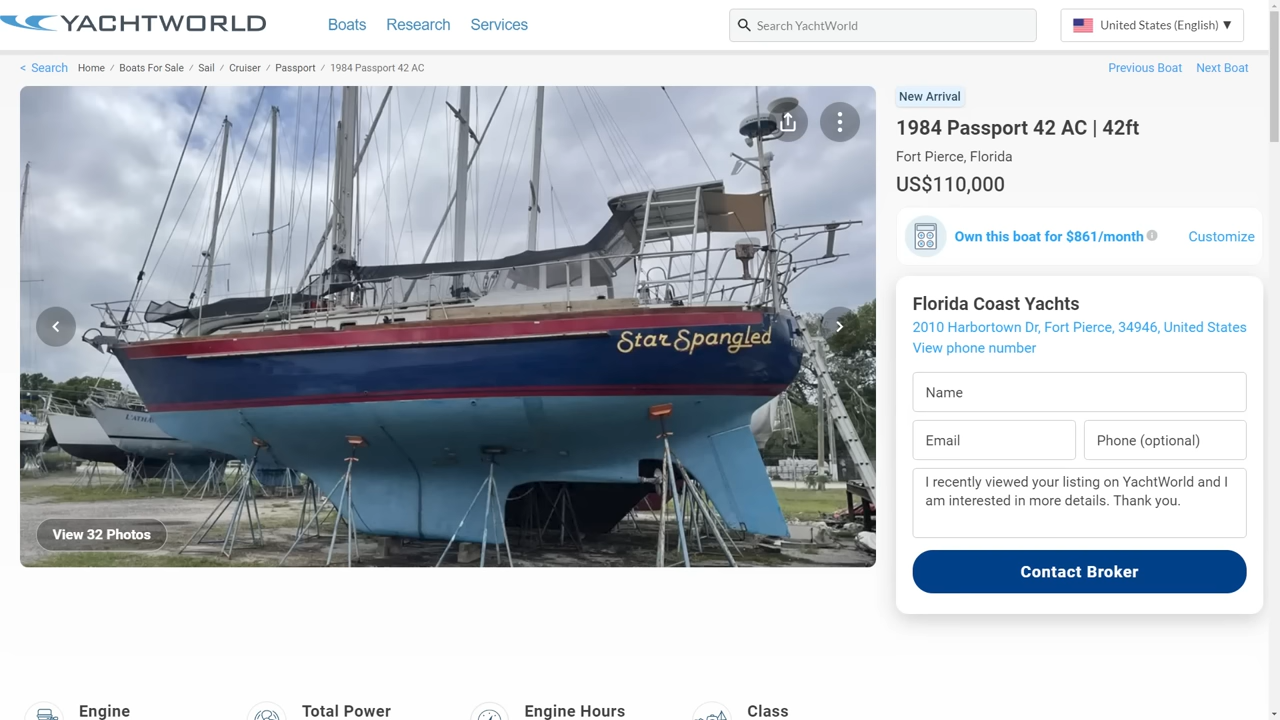 YACHTWORLD
Boats Research Services
Search YachtWorld
United States (English) ▼
< Search Home / Boats For Sale / Sail / Cruiser / Passport / 1984 Passport 42 AC
Previous Boat Next Boat
New Arrival
1984 Passport 42 AC | 42ft
Fort Pierce, Florida
US$110,000
Own this boat for $861/month
Customize
Star Spangled
View 32 Photos
Florida Coast Yachts
2010 Harbortown Dr, Fort Pierce, 34946, United States
View phone number
Name
Email
Phone (optional)
I recently viewed your listing on YachtWorld and I
am interested in more details. Thank you.
Contact Broker
Engine
Total Power
Engine Hours
Class